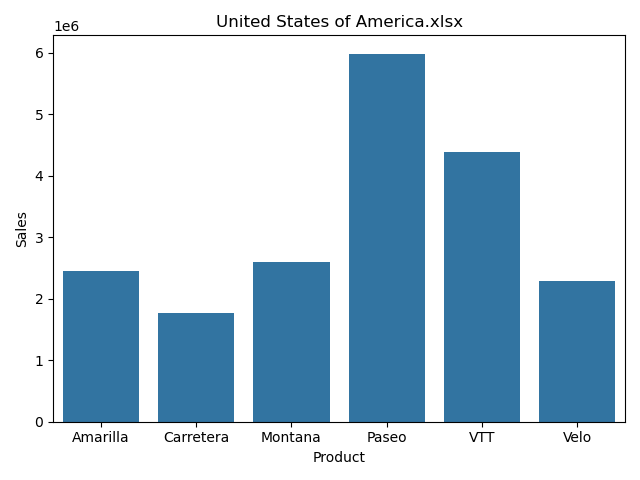 United States of America.xlsx
1e6
6
5
4
3
2
1
0
Sales
Amarilla Carretera Montana Paseo VTT Velo
Product